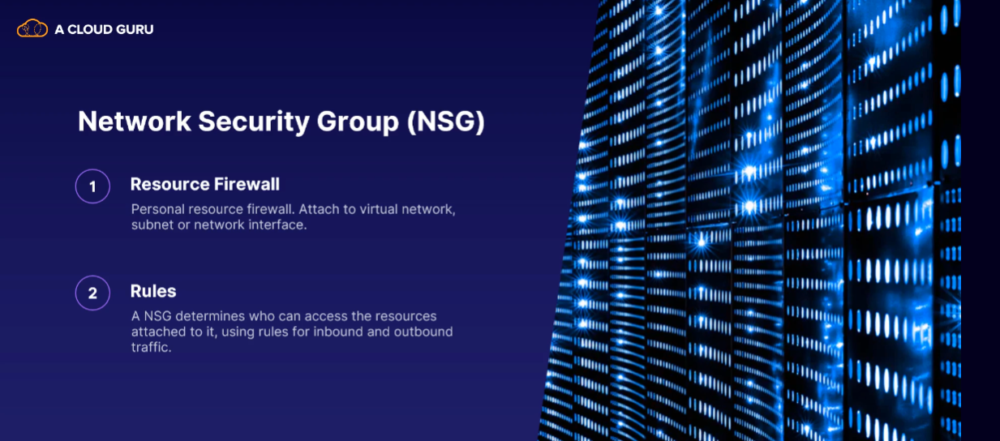 A CLOUD GURU
Network Security Group (NSG)
1
Resource Firewall
Personal resource firewall. Attach to virtual network,
subnet or network interface.
2
Rules
A NSG determines who can access the resources
attached to it, using rules for inbound and outbound
traffic.